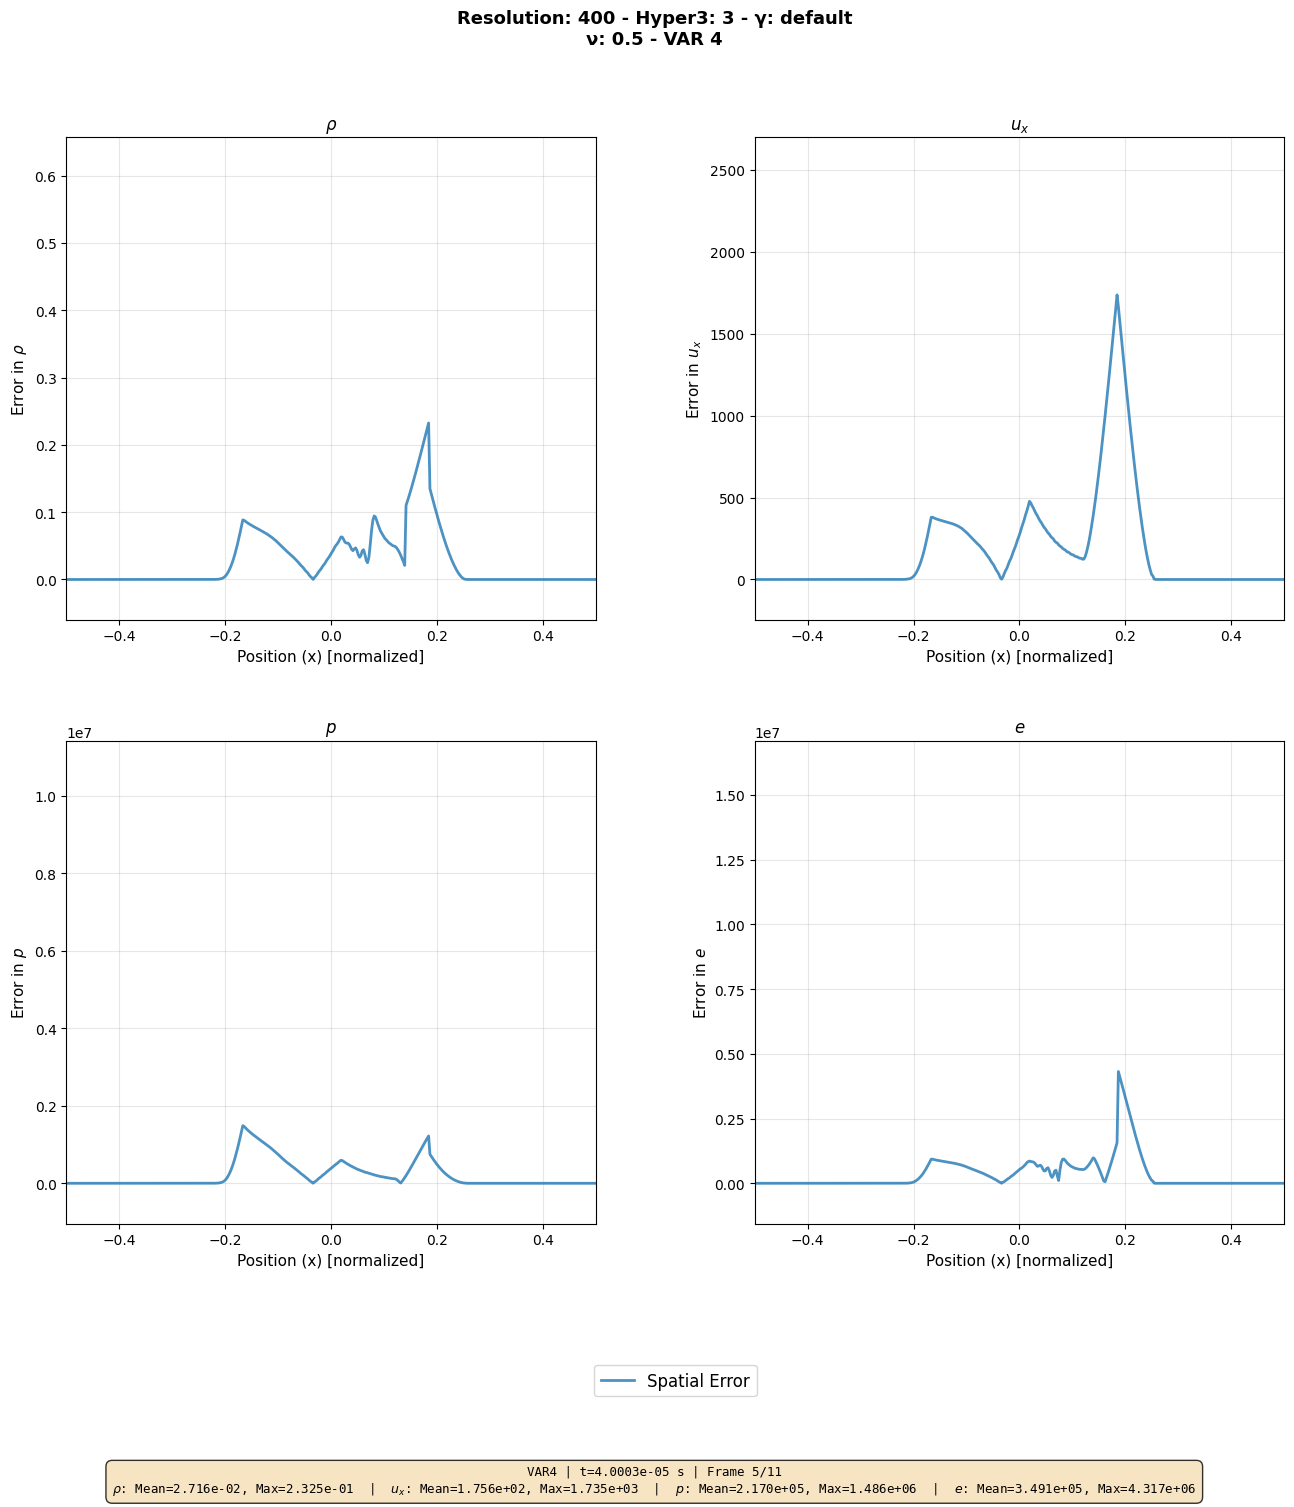 Resolution: 400 - Hyper3: 3 - γ: default
ν: 0.5 - VAR 4
ρ
Error in ρ
0.6
0.5
0.4
0.3
0.2
0.1
0.0
−0.4 −0.2 0.0 0.2 0.4
Position (x) [normalized]
u_x
Error in u_x
2500
2000
1500
1000
500
0
−0.4 −0.2 0.0 0.2 0.4
Position (x) [normalized]
p
1e7
Error in p
1.0
0.8
0.6
0.4
0.2
0.0
−0.4 −0.2 0.0 0.2 0.4
Position (x) [normalized]
e
1e7
Error in e
1.50
1.25
1.00
0.75
0.50
0.25
0.00
−0.4 −0.2 0.0 0.2 0.4
Position (x) [normalized]
Spatial Error
VAR4 | t=4.0003e-05 s | Frame 5/11
ρ: Mean=2.716e-02, Max=2.325e-01 | u_x: Mean=1.756e+02, Max=1.735e+03 | p: Mean=2.170e+05, Max=1.486e+06 | e: Mean=3.491e+05, Max=4.317e+06